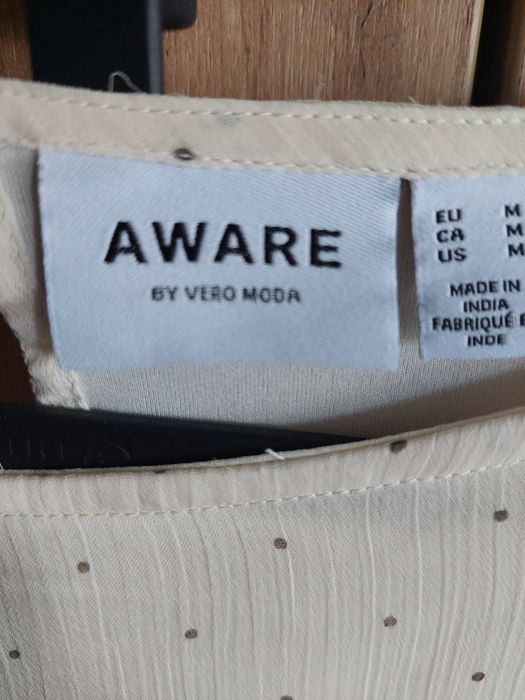 AWARE
BY VERO MODA
EU M
CA M
US M
MADE IN
INDIA
FABRIQUÉ E
INDE